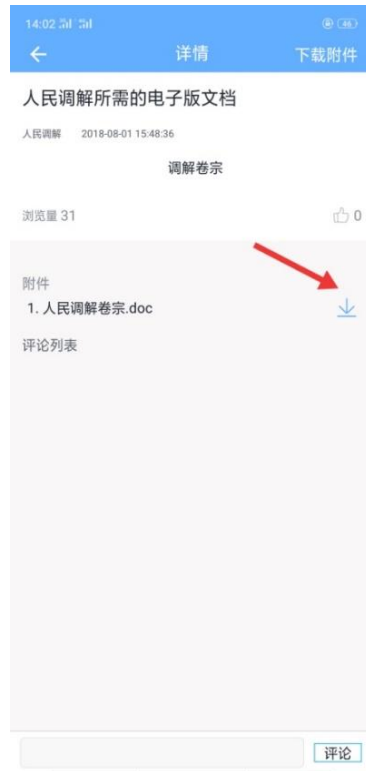 14:02
46
详情
下载附件
人民调解所需的电子版文档
人民调解 2018-08-01 15:48:36
调解卷宗
浏览量 31
0
附件
1. 人民调解卷宗.doc
评论列表
评论